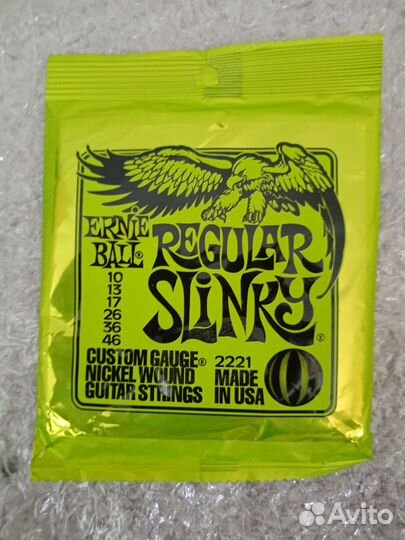 ERNIE BALL®
REGULAR
SLINKY®
10
13
17
26
36
46
CUSTOM GAUGE®
NICKEL WOUND
GUITAR STRINGS
2221
MADE
IN USA
Avito